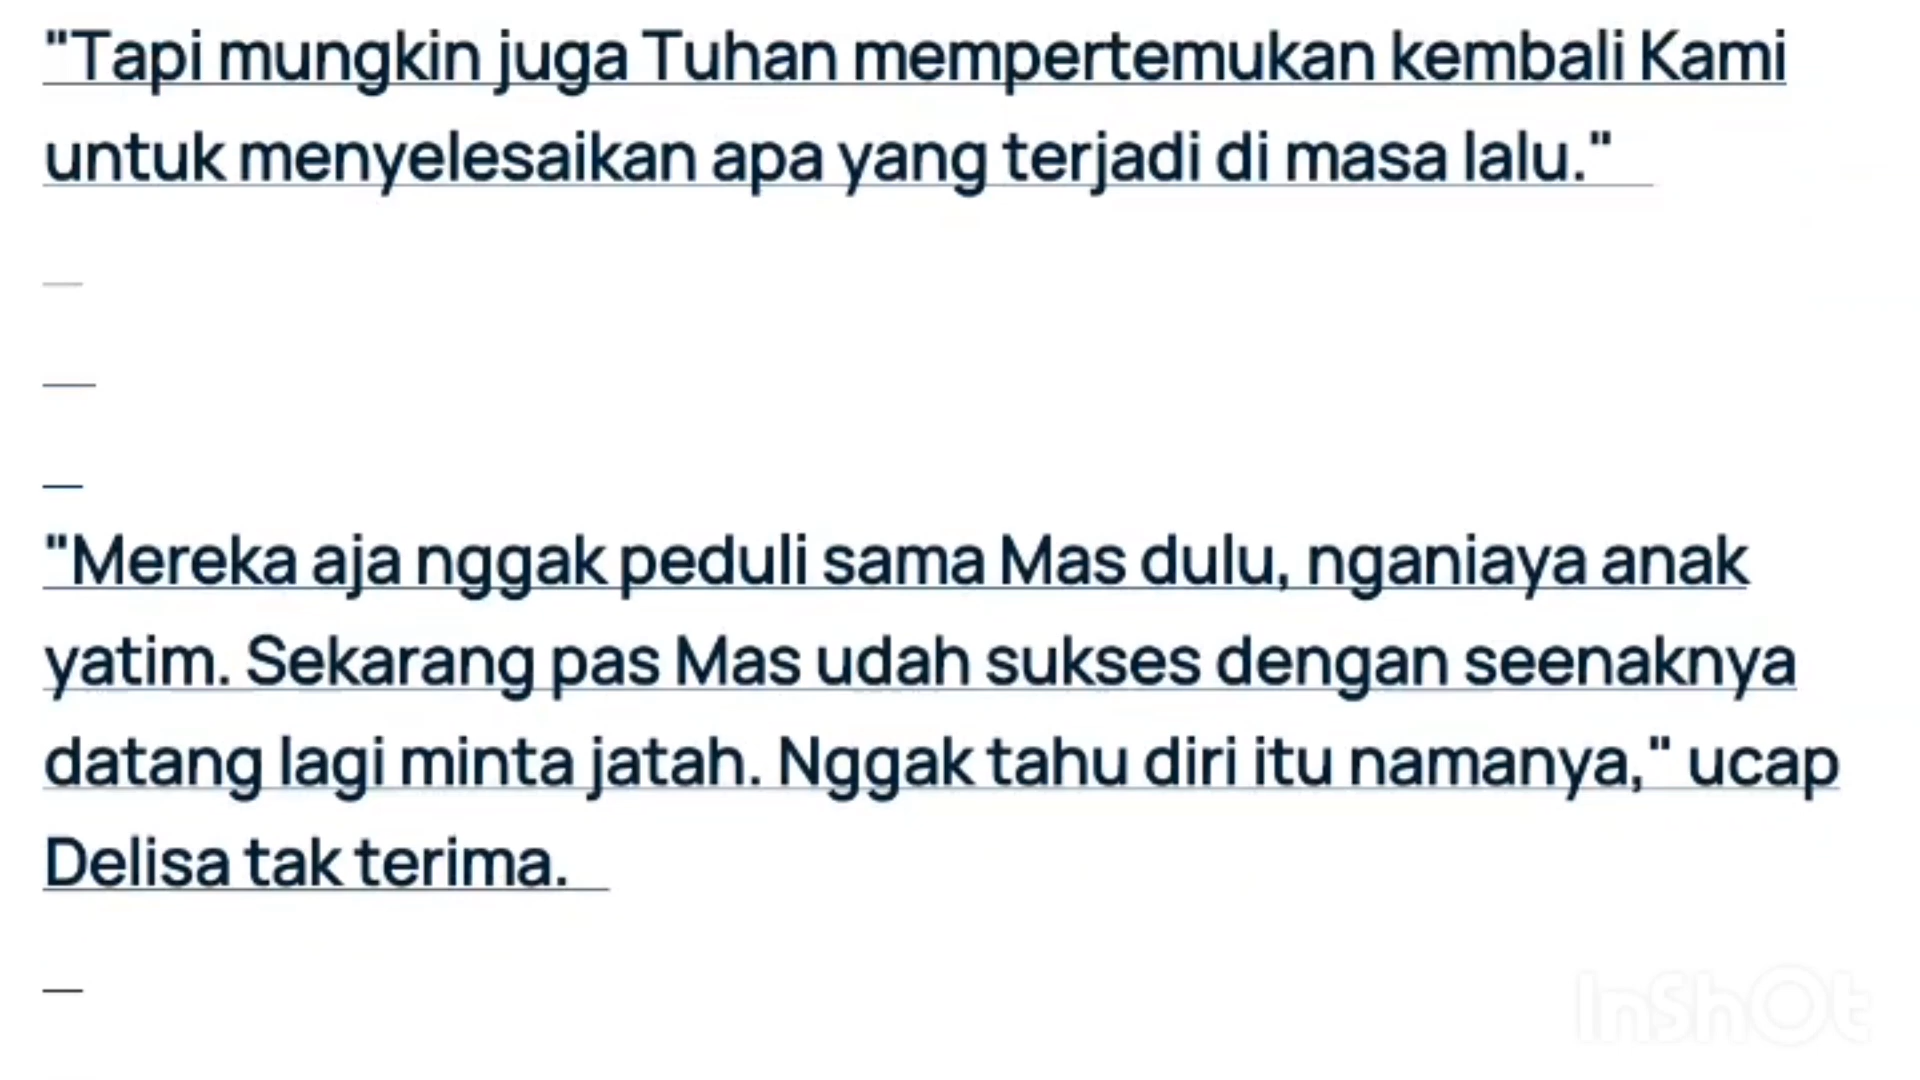 "Tapi mungkin juga Tuhan mempertemukan kembali Kami
untuk menyelesaikan apa yang terjadi di masa lalu."
"Mereka aja nggak peduli sama Mas dulu, nganiaya anak
yatim. Sekarang pas Mas udah sukses dengan seenaknya
datang lagi minta jatah. Nggak tahu diri itu namanya," ucap
Delisa tak terima.
InShOt